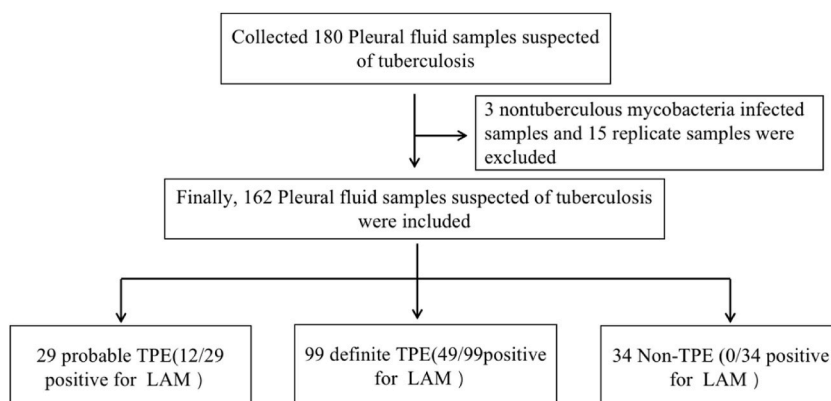 Collected 180 Pleural fluid samples suspected
of tuberculosis
3 nontuberculous mycobacteria infected
samples and 15 replicate samples were
excluded
Finally, 162 Pleural fluid samples suspected of tuberculosis
were included
29 probable TPE(12/29
positive for LAM )
99 definite TPE(49/99positive
for LAM )
34 Non-TPE (0/34 positive
for LAM )